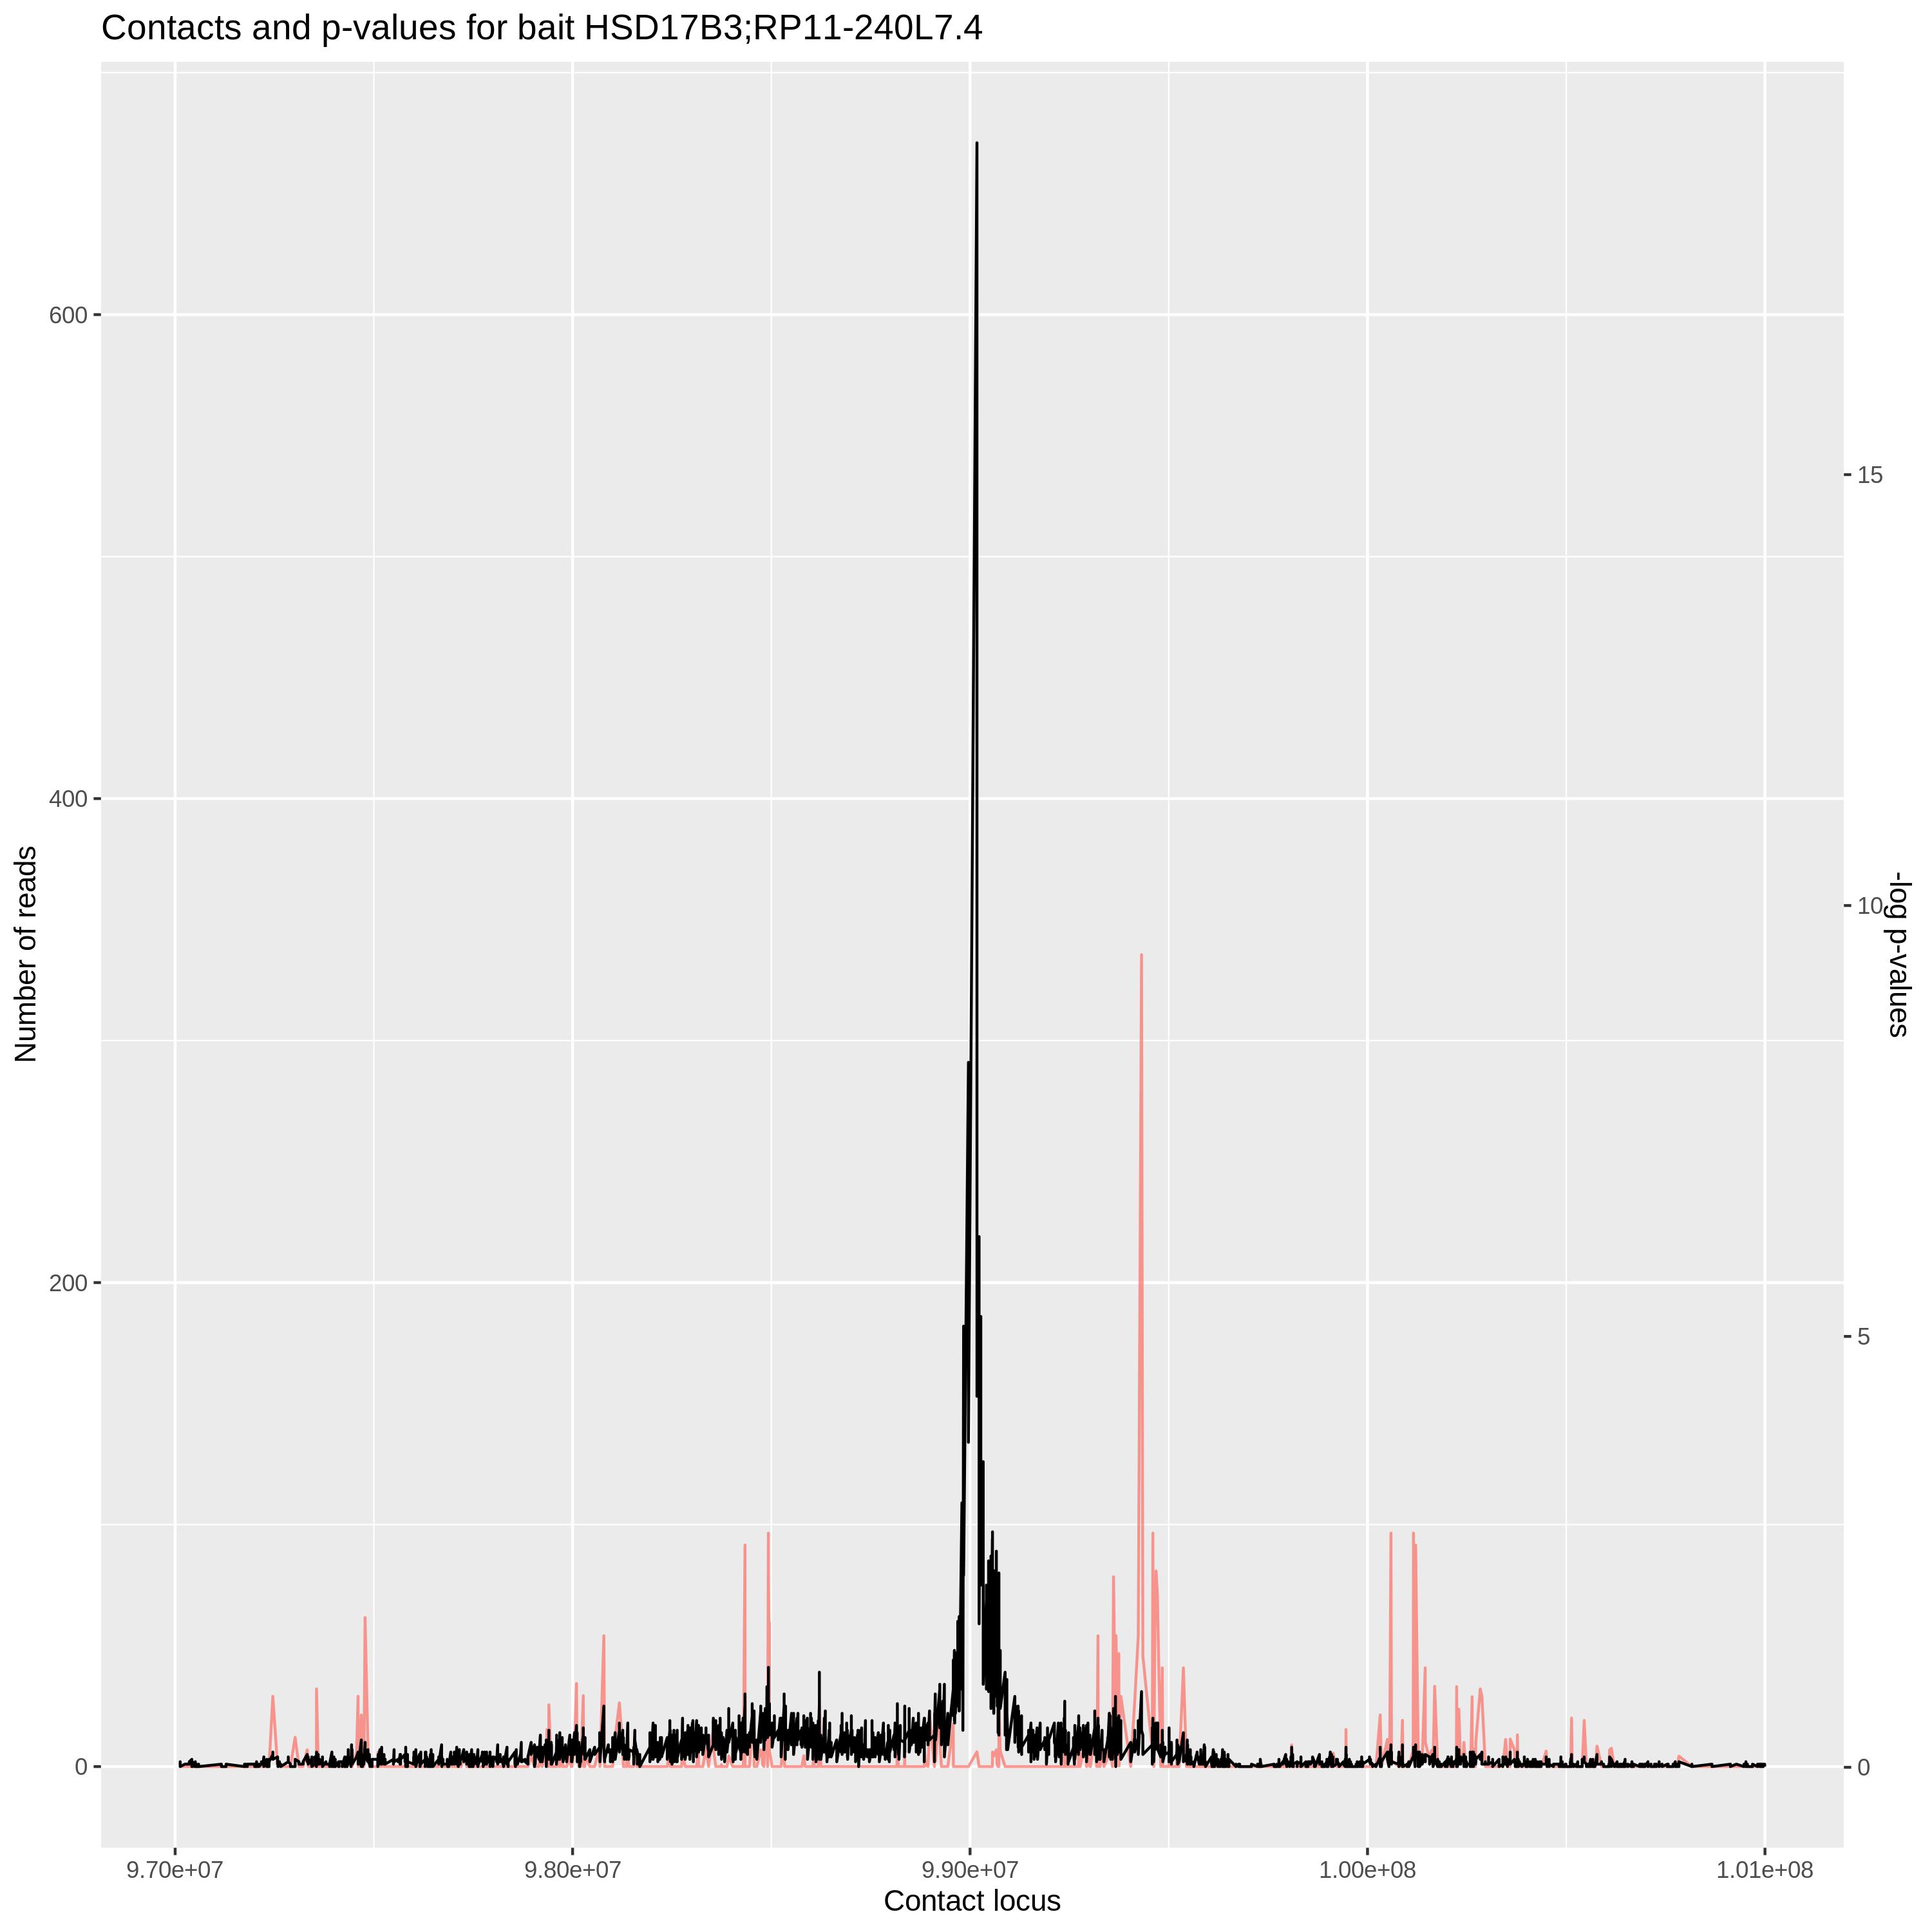 Contacts and p-values for bait HSD17B3;RP11-240L7.4
600
400
200
0
Number of reads
15
10
5
0
-log p-values
9.70e+07 9.80e+07 9.90e+07 1.00e+08 1.01e+08
Contact locus